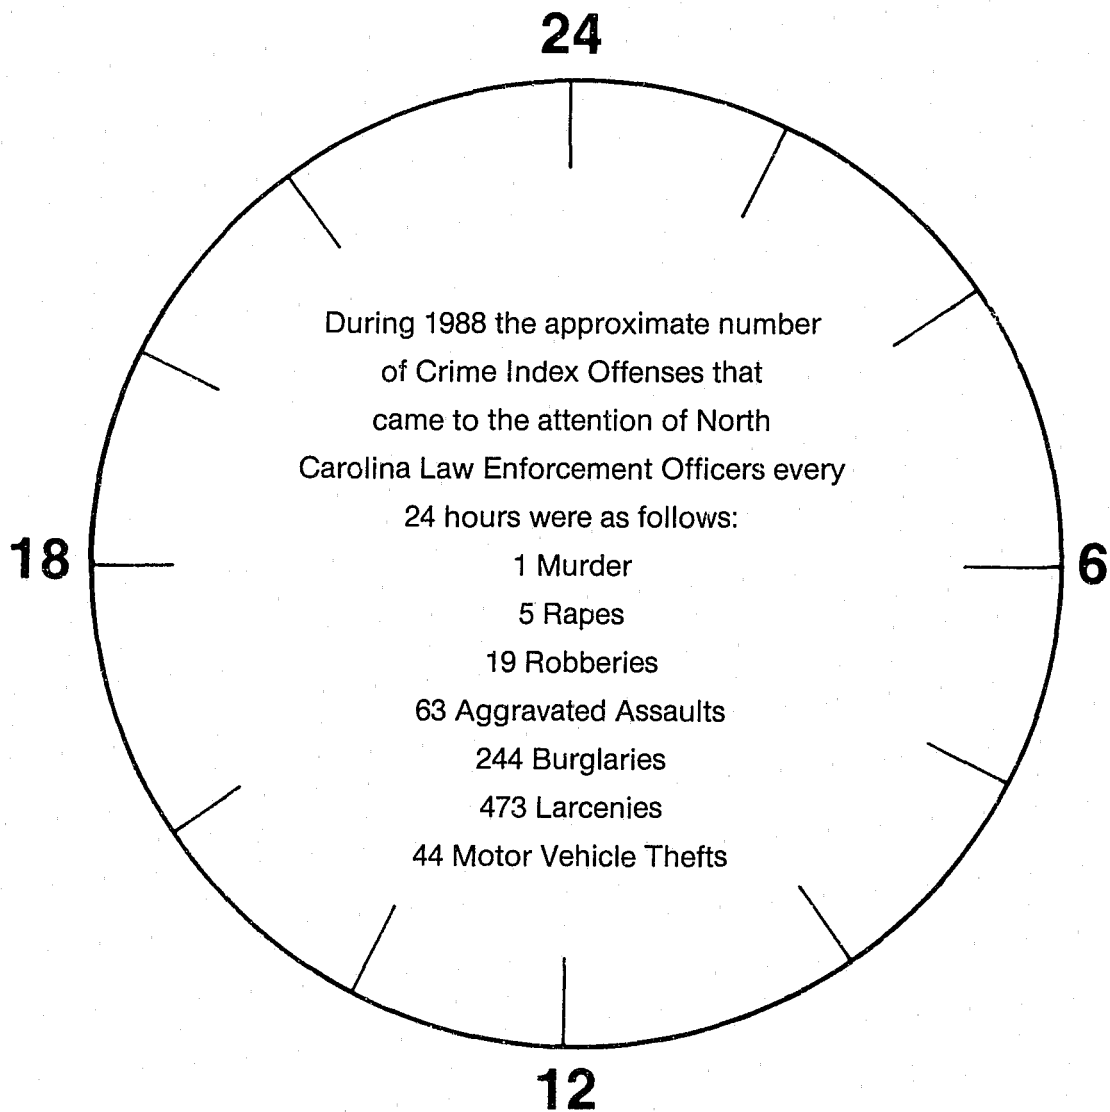 24
During 1988 the approximate number
of Crime Index Offenses that
came to the attention of North
Carolina Law Enforcement Officers every
24 hours were as follows:
18
1 Murder
6
5 Rapes
19 Robberies
63 Aggravated Assaults
244 Burglaries
473 Larcenies
44 Motor Vehicle Thefts
12